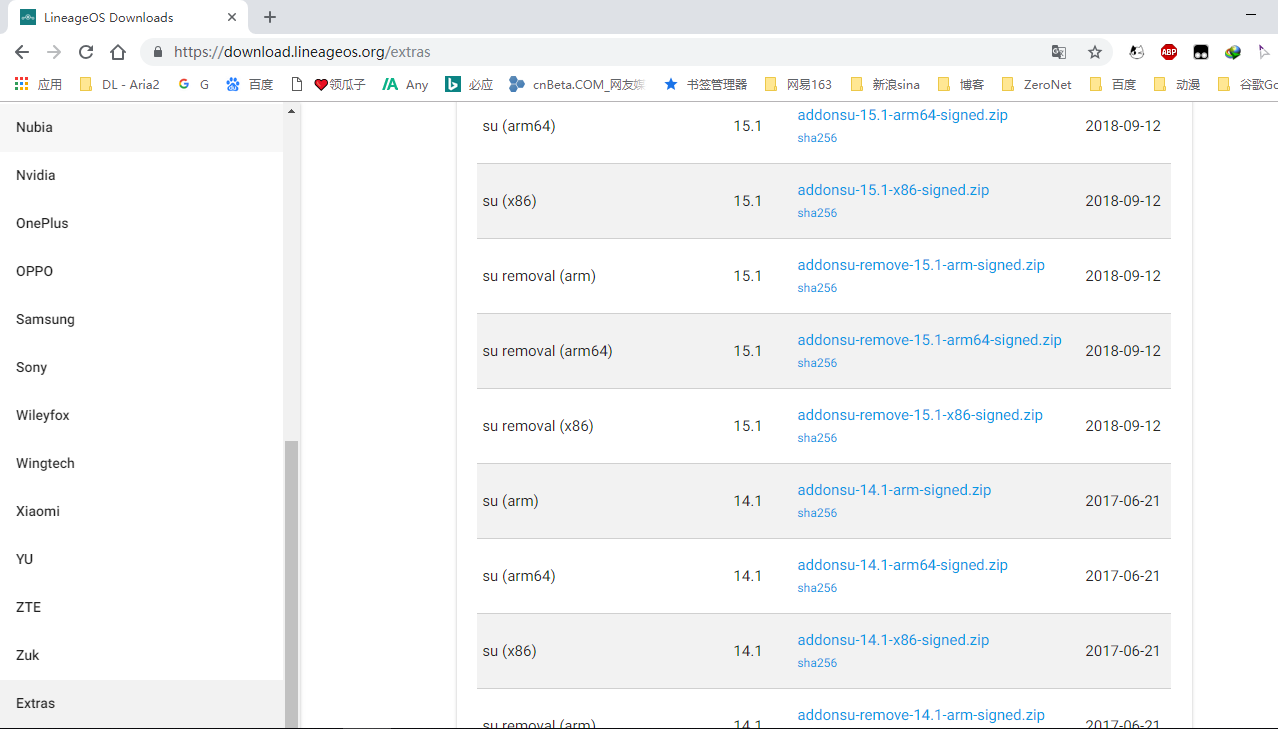 LineageOS Downloads
https://download.lineageos.org/extras
ABP
应用 DL - Aria2 G 百度 领瓜子 Any 必应 cnBeta.COM_网友媒 书签管理器 网易163 新浪sina 博客 ZeroNet 百度 动漫 谷歌Go
Nubia
Nvidia
OnePlus
OPPO
Samsung
Sony
Wileyfox
Wingtech
Xiaomi
YU
ZTE
Zuk
Extras
su (arm64) 15.1 addonsu-15.1-arm64-signed.zip 2018-09-12
sha256
su (x86) 15.1 addonsu-15.1-x86-signed.zip 2018-09-12
sha256
su removal (arm) 15.1 addonsu-remove-15.1-arm-signed.zip 2018-09-12
sha256
su removal (arm64) 15.1 addonsu-remove-15.1-arm64-signed.zip 2018-09-12
sha256
su removal (x86) 15.1 addonsu-remove-15.1-x86-signed.zip 2018-09-12
sha256
su (arm) 14.1 addonsu-14.1-arm-signed.zip 2017-06-21
sha256
su (arm64) 14.1 addonsu-14.1-arm64-signed.zip 2017-06-21
sha256
su (x86) 14.1 addonsu-14.1-x86-signed.zip 2017-06-21
sha256
su removal (arm) 14.1 addonsu-remove-14.1-arm-signed.zip 2017-06-21